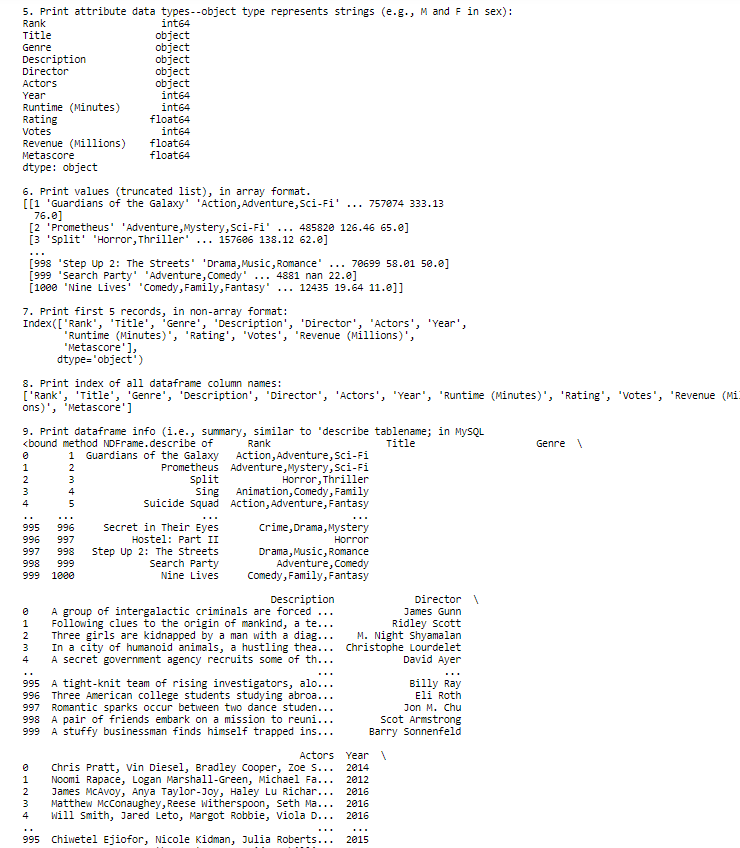 5. Print attribute data types--object type represents strings (e.g., M and F in sex):
Rank                    int64
Title                  object
Genre                  object
Description            object
Director               object
Actors                 object
Year                    int64
Runtime (Minutes)       int64
Rating                float64
Votes                   int64
Revenue (Millions)    float64
Metascore             float64
dtype: object
6. Print values (truncated list), in array format.
[[1 'Guardians of the Galaxy' 'Action,Adventure,Sci-Fi' ... 757074 333.13
  76.0]
 [2 'Prometheus' 'Adventure,Mystery,Sci-Fi' ... 485820 126.46 65.0]
 [3 'Split' 'Horror,Thriller' ... 157606 138.12 62.0]
 ...
 [998 'Step Up 2: The Streets' 'Drama,Music,Romance' ... 70699 58.01 50.0]
 [999 'Search Party' 'Adventure,Comedy' ... 4881 nan 22.0]
 [1000 'Nine Lives' 'Comedy,Family,Fantasy' ... 12435 19.64 11.0]]
7. Print first 5 records, in non-array format:
Index(['Rank', 'Title', 'Genre', 'Description', 'Director', 'Actors', 'Year',
       'Runtime (Minutes)', 'Rating', 'Votes', 'Revenue (Millions)',
       'Metascore'],
      dtype='object')
8. Print index of all dataframe column names:
['Rank', 'Title', 'Genre', 'Description', 'Director', 'Actors', 'Year', 'Runtime (Minutes)', 'Rating', 'Votes', 'Revenue (Mi
ons)', 'Metascore']
9. Print dataframe info (i.e., summary, similar to 'describe tablename; in MySQL
<bound method NDFrame.describe of      Rank                    Title                     Genre  \
0       1  Guardians of the Galaxy   Action,Adventure,Sci-Fi
1       2               Prometheus  Adventure,Mystery,Sci-Fi
2       3                    Split           Horror,Thriller
3       4                     Sing   Animation,Comedy,Family
4       5            Suicide Squad  Action,Adventure,Fantasy
..    ...                      ...                       ...
995   996     Secret in Their Eyes       Crime,Drama,Mystery
996   997          Hostel: Part II                    Horror
997   998   Step Up 2: The Streets       Drama,Music,Romance
998   999             Search Party          Adventure,Comedy
999  1000               Nine Lives     Comedy,Family,Fantasy
Description              Director  \
0    A group of intergalactic criminals are forced ...            James Gunn
1    Following clues to the origin of mankind, a te...          Ridley Scott
2    Three girls are kidnapped by a man with a diag...    M. Night Shyamalan
3    In a city of humanoid animals, a hustling thea...  Christophe Lourdelet
4    A secret government agency recruits some of th...            David Ayer
..                                                 ...                   ...
995  A tight-knit team of rising investigators, alo...             Billy Ray
996  Three American college students studying abroa...              Eli Roth
997  Romantic sparks occur between two dance studen...            Jon M. Chu
998  A pair of friends embark on a mission to reuni...        Scot Armstrong
999  A stuffy businessman finds himself trapped ins...      Barry Sonnenfeld
Actors  Year  \
0    Chris Pratt, Vin Diesel, Bradley Cooper, Zoe S...  2014
1    Noomi Rapace, Logan Marshall-Green, Michael Fa...  2012
2    James McAvoy, Anya Taylor-Joy, Haley Lu Richar...  2016
3    Matthew McConaughey,Reese Witherspoon, Seth Ma...  2016
4    Will Smith, Jared Leto, Margot Robbie, Viola D...  2016
..                                                 ...   ...
995  Chiwetel Ejiofor, Nicole Kidman, Julia Roberts...  2015